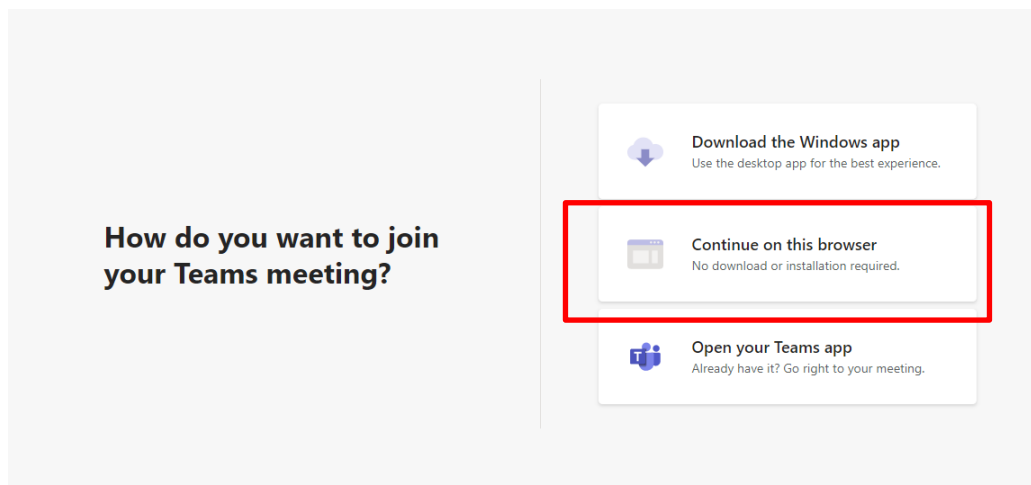 How do you want to join
your Teams meeting?
Download the Windows app
Use the desktop app for the best experience.
Continue on this browser
No download or installation required.
Open your Teams app
Already have it? Go right to your meeting.